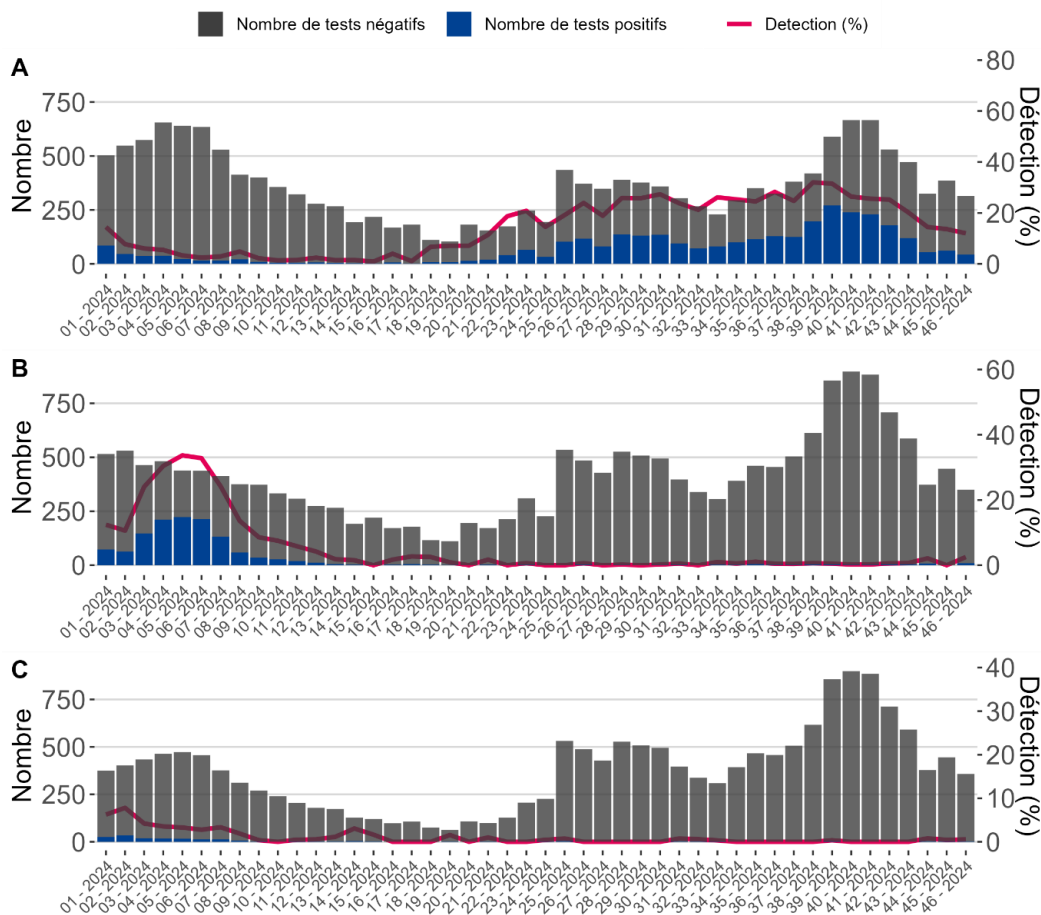 Nombre de tests négatifs
Nombre de tests positifs
Detection (%)
A
Nombre
750
500
250
0
80
60
40
20
0
Détection (%)
01 - 2024 02 - 2024 03 - 2024 04 - 2024 05 - 2024 06 - 2024 07 - 2024 08 - 2024 09 - 2024 10 - 2024 11 - 2024 12 - 2024 13 - 2024 14 - 2024 15 - 2024 16 - 2024 17 - 2024 18 - 2024 19 - 2024 20 - 2024 21 - 2024 22 - 2024 23 - 2024 24 - 2024 25 - 2024 26 - 2024 27 - 2024 28 - 2024 29 - 2024 30 - 2024 31 - 2024 32 - 2024 33 - 2024 34 - 2024 35 - 2024 36 - 2024 37 - 2024 38 - 2024 39 - 2024 40 - 2024 41 - 2024 42 - 2024 43 - 2024 44 - 2024 45 - 2024 46 - 2024
B
Nombre
750
500
250
0
60
40
20
0
Détection (%)
01 - 2024 02 - 2024 03 - 2024 04 - 2024 05 - 2024 06 - 2024 07 - 2024 08 - 2024 09 - 2024 10 - 2024 11 - 2024 12 - 2024 13 - 2024 14 - 2024 15 - 2024 16 - 2024 17 - 2024 18 - 2024 19 - 2024 20 - 2024 21 - 2024 22 - 2024 23 - 2024 24 - 2024 25 - 2024 26 - 2024 27 - 2024 28 - 2024 29 - 2024 30 - 2024 31 - 2024 32 - 2024 33 - 2024 34 - 2024 35 - 2024 36 - 2024 37 - 2024 38 - 2024 39 - 2024 40 - 2024 41 - 2024 42 - 2024 43 - 2024 44 - 2024 45 - 2024 46 - 2024
C
Nombre
750
500
250
0
40
30
20
10
0
Détection (%)
01 - 2024 02 - 2024 03 - 2024 04 - 2024 05 - 2024 06 - 2024 07 - 2024 08 - 2024 09 - 2024 10 - 2024 11 - 2024 12 - 2024 13 - 2024 14 - 2024 15 - 2024 16 - 2024 17 - 2024 18 - 2024 19 - 2024 20 - 2024 21 - 2024 22 - 2024 23 - 2024 24 - 2024 25 - 2024 26 - 2024 27 - 2024 28 - 2024 29 - 2024 30 - 2024 31 - 2024 32 - 2024 33 - 2024 34 - 2024 35 - 2024 36 - 2024 37 - 2024 38 - 2024 39 - 2024 40 - 2024 41 - 2024 42 - 2024 43 - 2024 44 - 2024 45 - 2024 46 - 2024